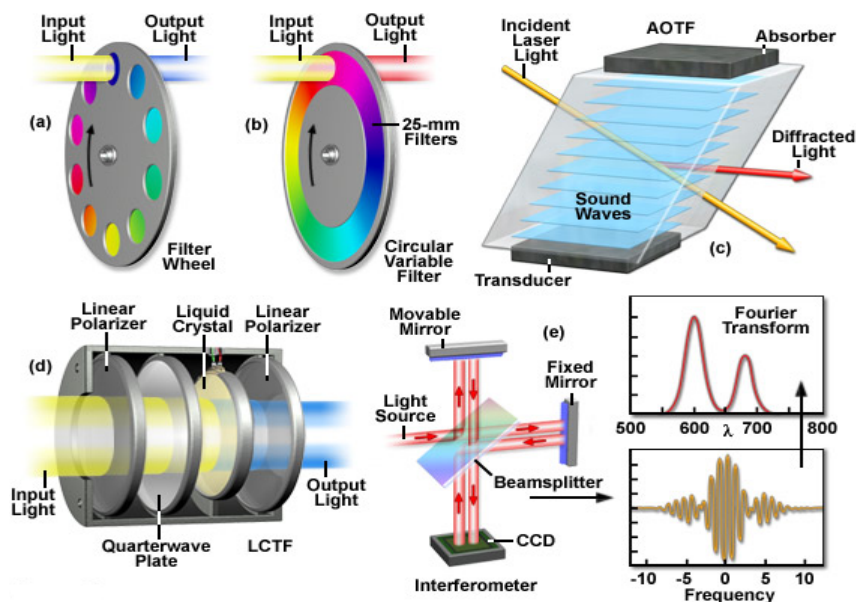 Input
Light
Output
Light
(a)
Filter
Wheel
Input
Light
Output
Light
(b)
25-mm
Filters
Circular
Variable
Filter
Incident
Laser
Light
AOTF
Absorber
Diffracted
Light
Sound
Waves
(c)
Transducer
Linear
Polarizer
Liquid
Crystal
Linear
Polarizer
(d)
Input
Light
Quarterwave
Plate
LCTF
Output
Light
Movable
Mirror
(e)
Fixed
Mirror
Light
Source
Beamsplitter
CCD
Interferometer
Fourier
Transform
500 600 λ 700 800
-10 -5 0 5 10
Frequency